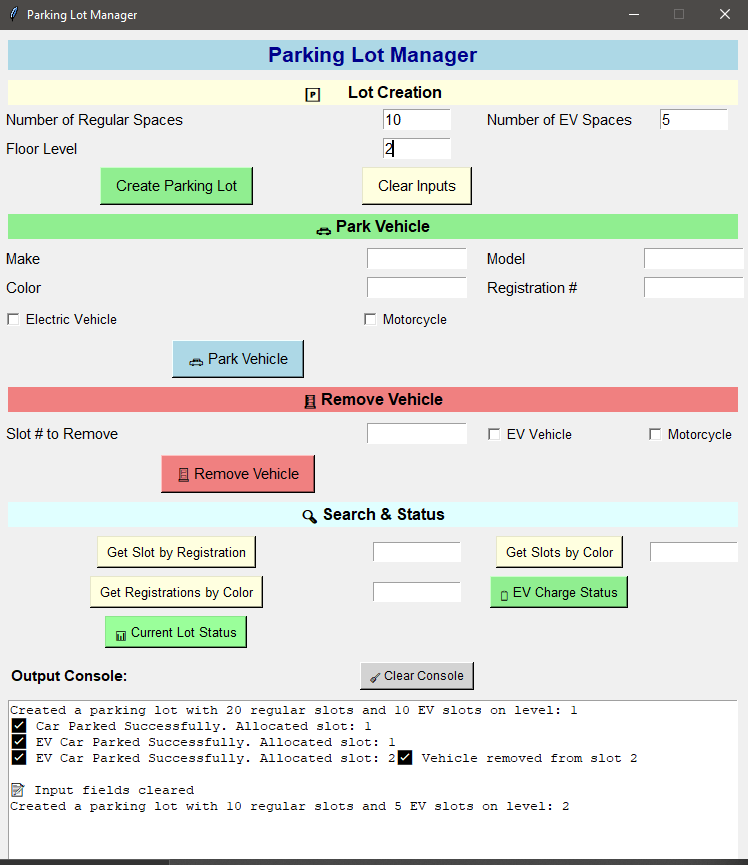 Parking Lot Manager
Parking Lot Manager
P Lot Creation
Number of Regular Spaces 10 Number of EV Spaces 5
Floor Level 2
Create Parking Lot Clear Inputs
Park Vehicle
Make Model
Color Registration #
Electric Vehicle Motorcycle
Park Vehicle
Remove Vehicle
Slot # to Remove EV Vehicle Motorcycle
Remove Vehicle
Search & Status
Get Slot by Registration Get Slots by Color
Get Registrations by Color EV Charge Status
Current Lot Status
Output Console: Clear Console
Created a parking lot with 20 regular slots and 10 EV slots on level: 1
✔ Car Parked Successfully. Allocated slot: 1
✔ EV Car Parked Successfully. Allocated slot: 1
✔ EV Car Parked Successfully. Allocated slot: 2✔ Vehicle removed from slot 2
Input fields cleared
Created a parking lot with 10 regular slots and 5 EV slots on level: 2